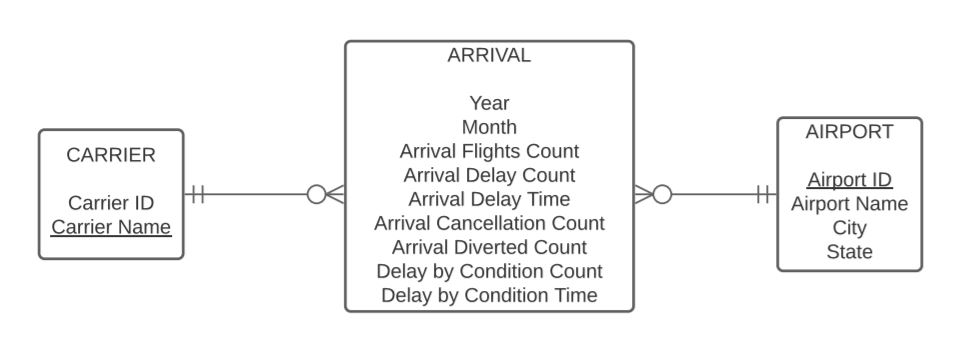 CARRIER
Carrier ID
Carrier Name
ARRIVAL
Year
Month
Arrival Flights Count
Arrival Delay Count
Arrival Delay Time
Arrival Cancellation Count
Arrival Diverted Count
Delay by Condition Count
Delay by Condition Time
AIRPORT
Airport ID
Airport Name
City
State